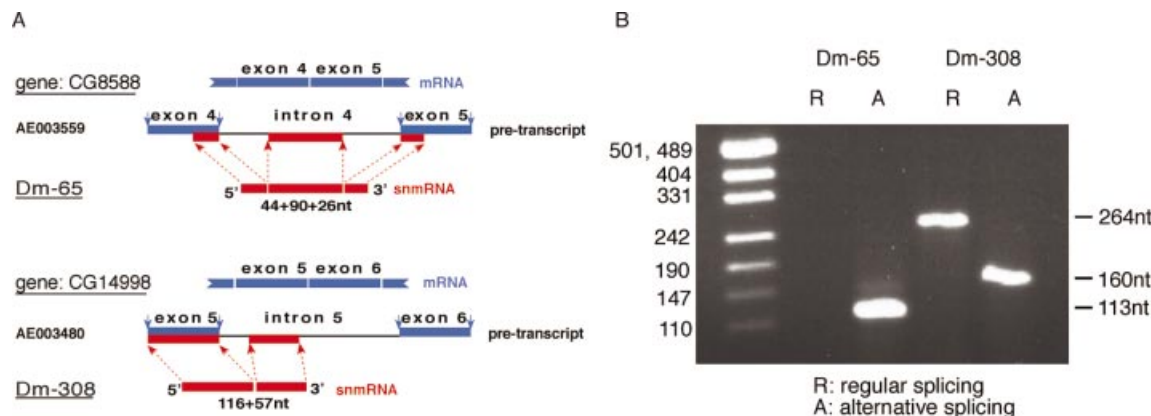 A
gene: CG8588
exon 4 exon 5
mRNA
exon 4
intron 4
exon 5
AE003559
pre-transcript
Dm-65
5'
3'
snmRNA
44+90+26nt
gene: CG14998
exon 5 exon 6
mRNA
exon 5
intron 5
exon 6
AE003480
pre-transcript
Dm-308
5'
3'
snmRNA
116+57nt
B
Dm-65
Dm-308
R
A
R
A
501, 489
404
331
242
190
147
110
264nt
160nt
113nt
R: regular splicing
A: alternative splicing